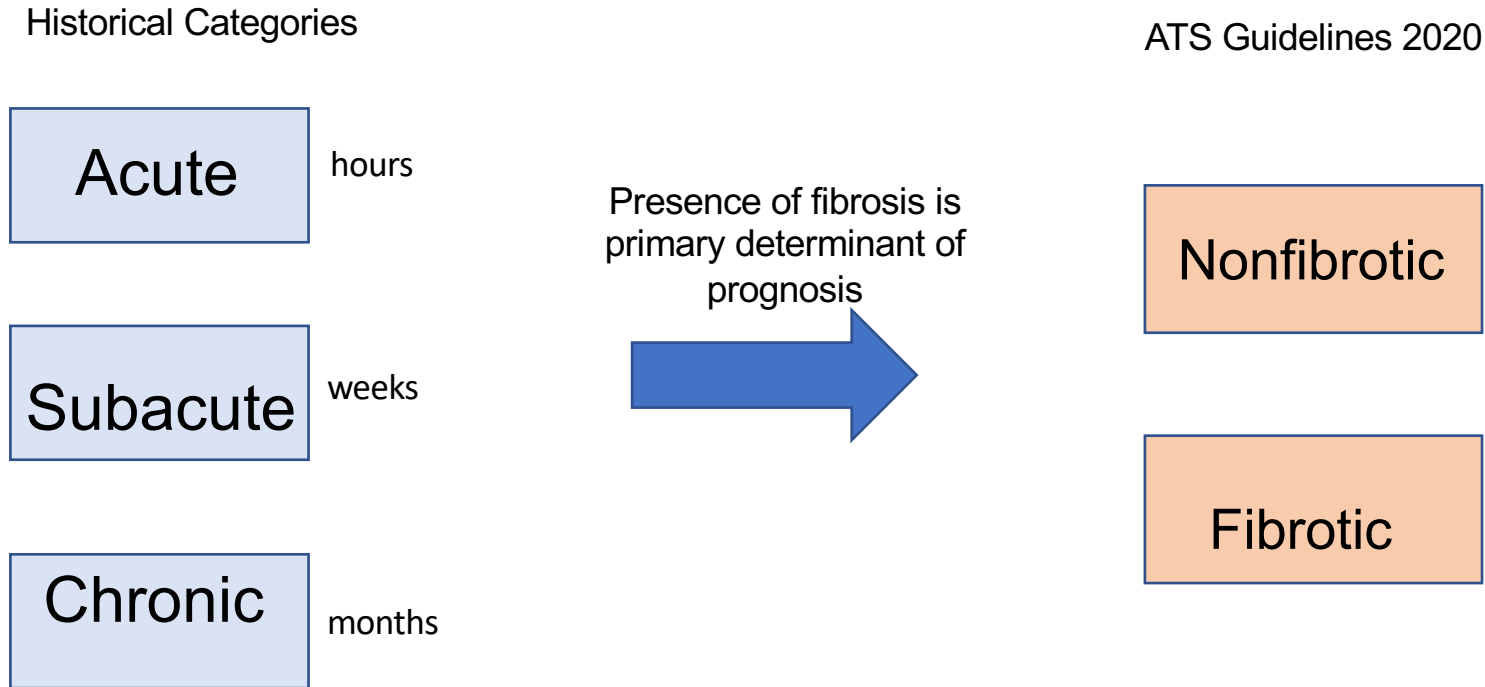 Historical Categories
ATS Guidelines 2020
Acute
hours
Subacute
weeks
Chronic
months
Presence of fibrosis is
primary determinant of
prognosis
Nonfibrotic
Fibrotic